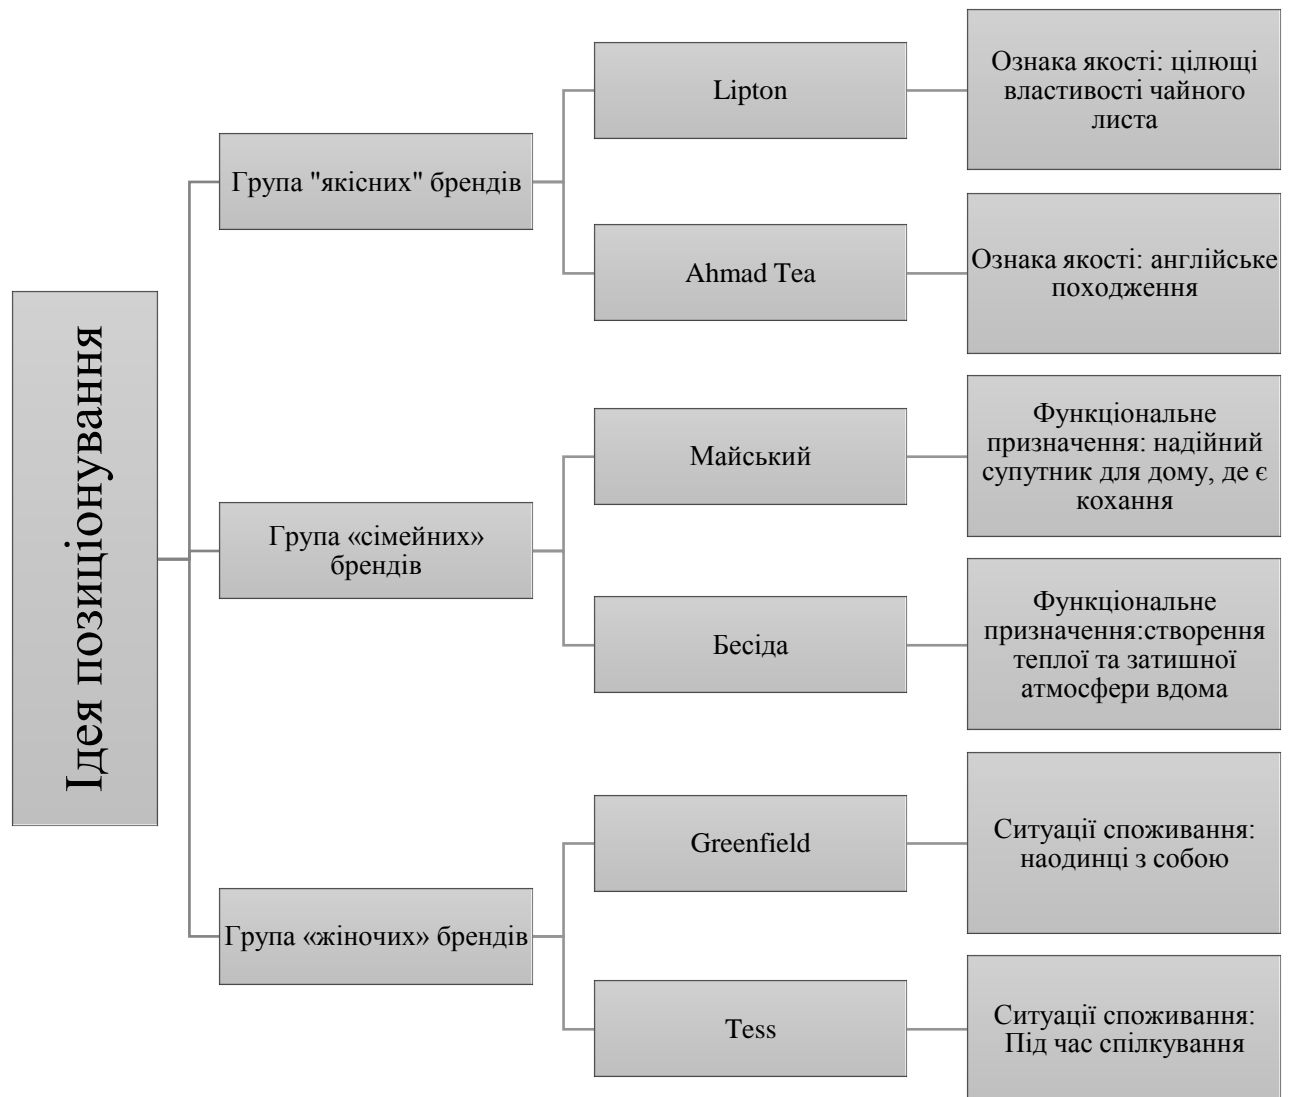 Ідея позиціонування
Група "якісних" брендів
Lipton
Ознака якості: цілющі
властивості чайного
листа
Ahmad Tea
Ознака якості: англійське
походження
Група «сімейних»
брендів
Майський
Функціональне
призначення: надійний
супутник для дому, де є
кохання
Бесіда
Функціональне
призначення:створення
теплої та затишної
атмосфери вдома
Група «жіночих» брендів
Greenfield
Ситуації споживання:
наодинці з собою
Tess
Ситуації споживання:
Під час спілкування